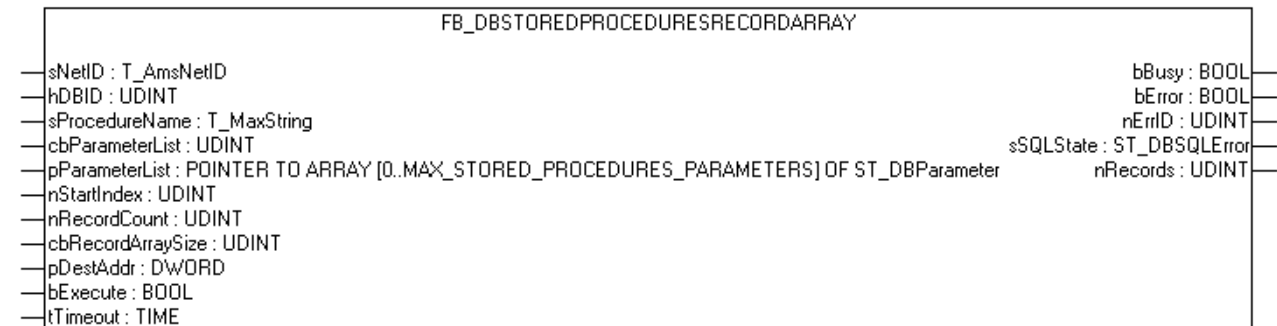 FB_DBSTOREDPROCEDURESRECORDARRAY
sNetID : T_AmsNetID bBusy : BOOL
hDBID : UDINT bError : BOOL
sProcedureName : T_MaxString nErrID : UDINT
cbParameterList : UDINT sSQLState : ST_DBSQLError
pParameterList : POINTER TO ARRAY [0..MAX_STORED_PROCEDURES_PARAMETERS] OF ST_DBParameter nRecords : UDINT
nStartIndex : UDINT
nRecordCount : UDINT
cbRecordArraySize : UDINT
pDestAddr : DWORD
bExecute : BOOL
tTimeout : TIME